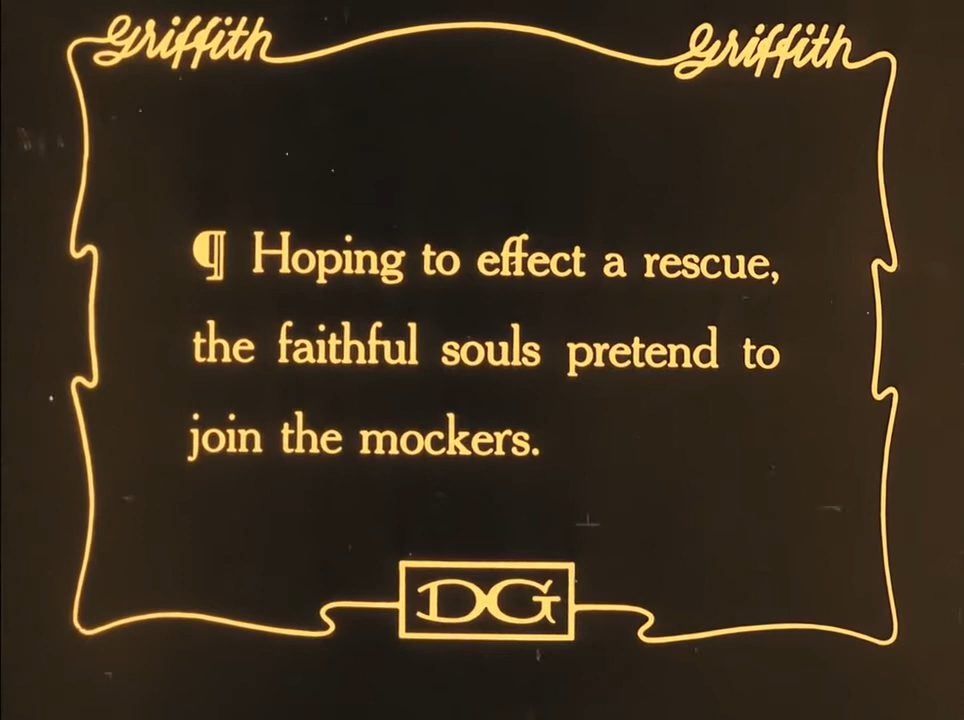 Griffith Griffith
¶ Hoping to effect a rescue,
the faithful souls pretend to
join the mockers.
DG